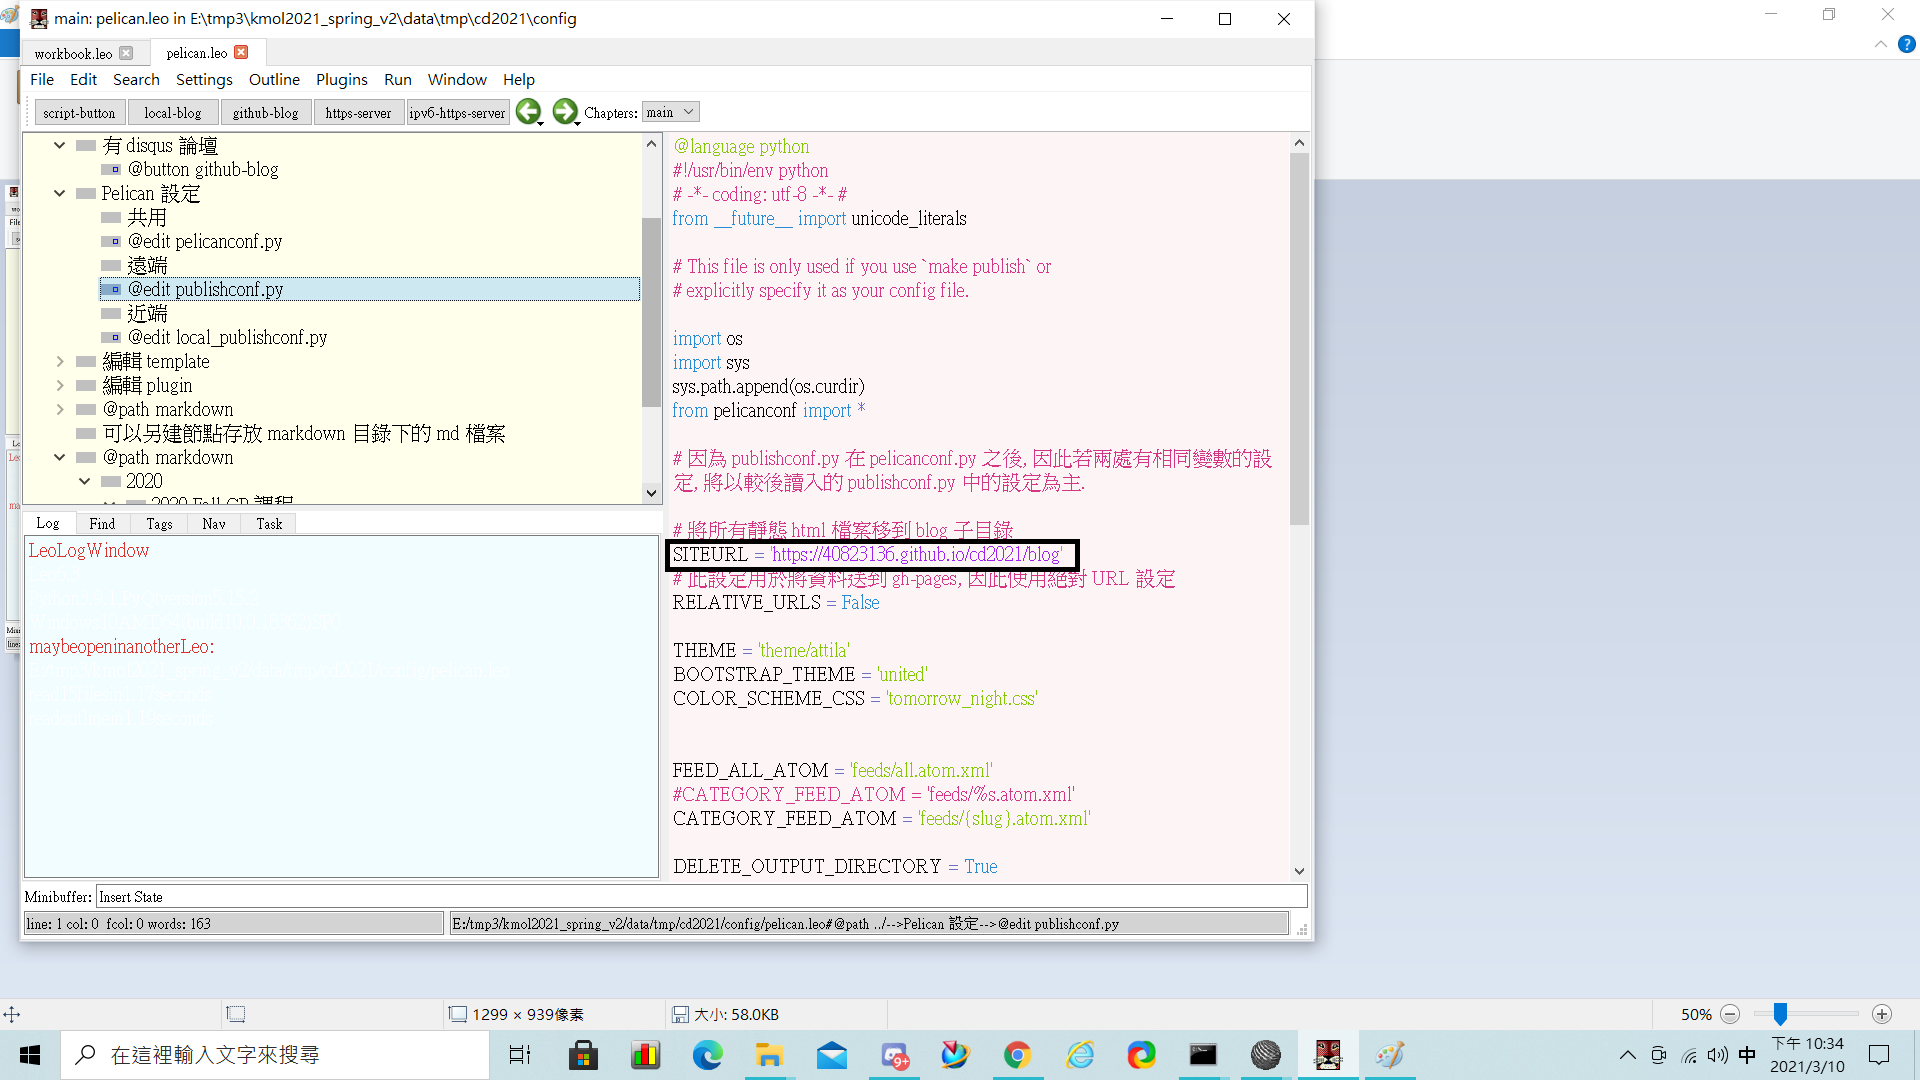 main: pelican.leo in E:\tmp3\kmol2021_spring_v2\data\tmp\cd2021\config
workbook.leo
pelican.leo
File Edit Search Settings Outline Plugins Run Window Help
script-button local-blog github-blog https-server ipv6-https-server Chapters: main
有 disqus 論壇
@button github-blog
Pelican 設定
共用
@edit pelicanconf.py
遠端
@edit publishconf.py
近端
@edit local_publishconf.py
編輯 template
編輯 plugin
@path markdown
可以另建節點存放 markdown 目錄下的 md 檔案
@path markdown
2020
2020 Fall CP 課程
@language python
#!/usr/bin/env python
# -*- coding: utf-8 -*- #
from __future__ import unicode_literals
# This file is only used if you use `make publish` or
# explicitly specify it as your config file.
import os
import sys
sys.path.append(os.curdir)
from pelicanconf import *
# 因為 publishconf.py 在 pelicanconf.py 之後, 因此若兩處有相同變數的設
定, 將以較後讀入的 publishconf.py 中的設定為主.
# 將所有靜態 html 檔案移到 blog 子目錄
SITEURL = 'https://40823136.github.io/cd2021/blog'
# 此設定用於將資料送到 gh-pages, 因此使用絕對 URL 設定
RELATIVE_URLS = False
THEME = 'theme/attila'
BOOTSTRAP_THEME = 'united'
COLOR_SCHEME_CSS = 'tomorrow_night.css'
FEED_ALL_ATOM = 'feeds/all.atom.xml'
#CATEGORY_FEED_ATOM = 'feeds/%s.atom.xml'
CATEGORY_FEED_ATOM = 'feeds/{slug}.atom.xml'
DELETE_OUTPUT_DIRECTORY = True
Log Find Tags Nav Task
LeoLogWindow
maybeopeninanotherLeo:
Minibuffer: Insert State
line: 1 col: 0 fcol: 0 words: 163
E:/tmp3/kmol2021_spring_v2/data/tmp/cd2021/config/pelican.leo#@path ../-->Pelican 設定-->@edit publishconf.py
1299 × 939像素
大小: 58.0KB
50%
在這裡輸入文字來搜尋
9+
中
下午 10:34
2021/3/10